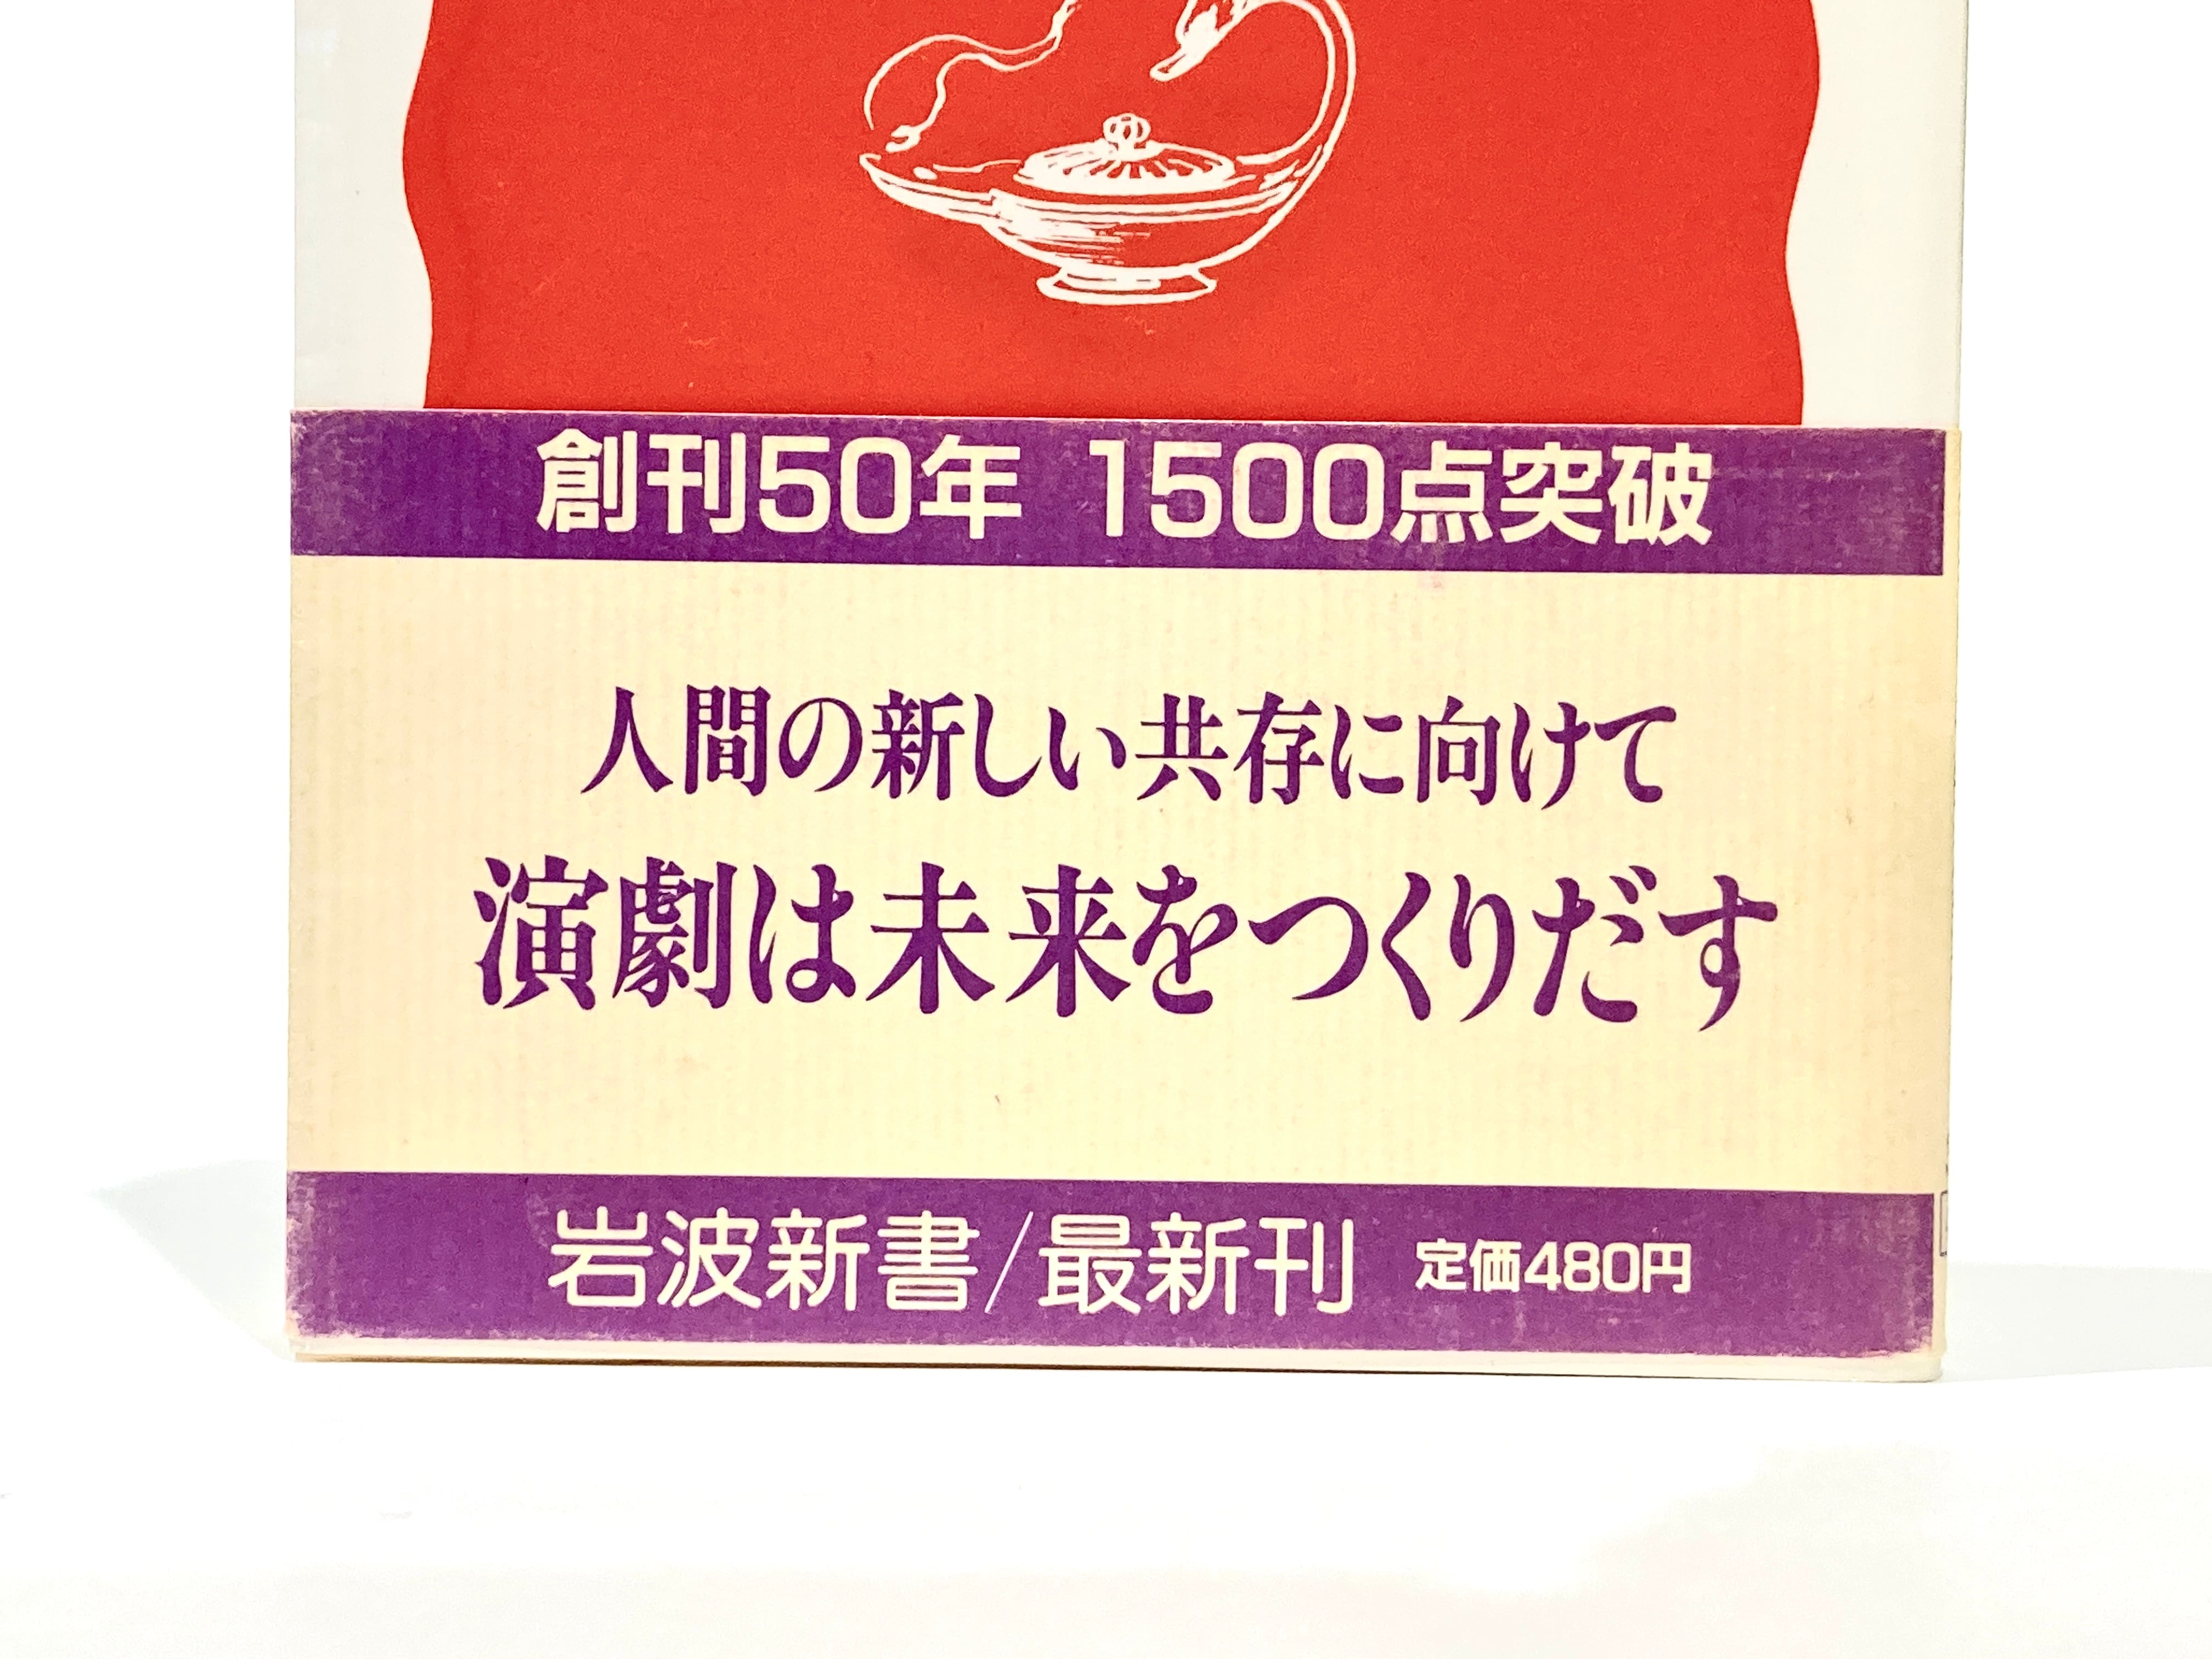 創刊50年 1500点突破
人間の新しい共存に向けて
演劇は未来をつくりだす
岩波新書/最新刊 定価480円